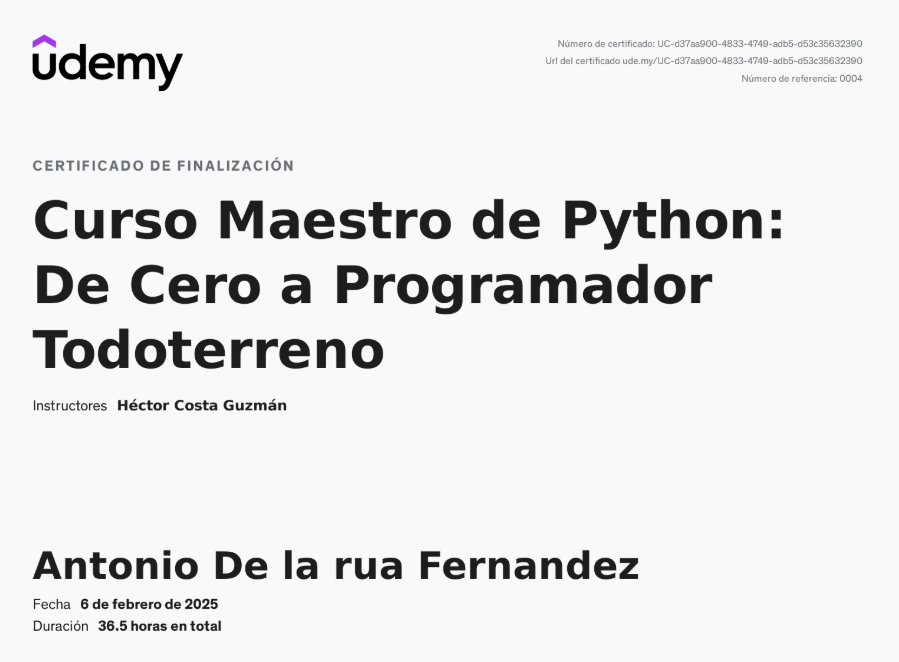 udemy
Número de certificado: UC-d37aa900-4833-4749-adb5-d53c35632390
Url del certificado ude.my/UC-d37aa900-4833-4749-adb5-d53c35632390
Número de referencia: 0004
CERTIFICADO DE FINALIZACIÓN
Curso Maestro de Python:
De Cero a Programador
Todoterreno
Instructores Héctor Costa Guzmán
Antonio De la rua Fernandez
Fecha 6 de febrero de 2025
Duración 36.5 horas en total